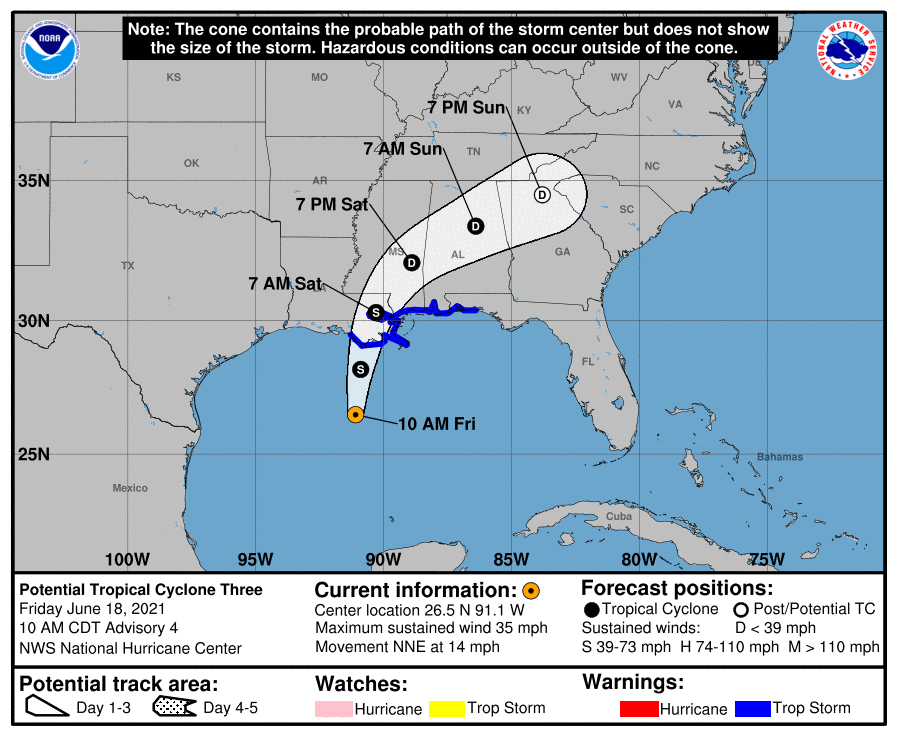 Note: The cone contains the probable path of the storm center but does not show
the size of the storm. Hazardous conditions can occur outside of the cone.
NOAA
NATIONAL WEATHER SERVICE
KS
MO
WV
KY
VA
7 PM Sun
7 AM Sun
TN
OK
NC
AR
35N
D
7 PM Sat
SC
D
MS
AL
GA
TX
D
7 AM Sat
LA
S
30N
FL
S
10 AM Fri
25N
Bahamas
Mexico
Cuba
100W
95W
90W
85W
80W
75W
Potential Tropical Cyclone Three
Friday June 18, 2021
10 AM CDT Advisory 4
NWS National Hurricane Center
Current information:
Center location 26.5 N 91.1 W
Maximum sustained wind 35 mph
Movement NNE at 14 mph
Forecast positions:
Tropical Cyclone Post/Potential TC
Sustained winds: D < 39 mph
S 39-73 mph H 74-110 mph M > 110 mph
Potential track area:
Day 1-3 Day 4-5
Watches:
Hurricane Trop Storm
Warnings:
Hurricane Trop Storm